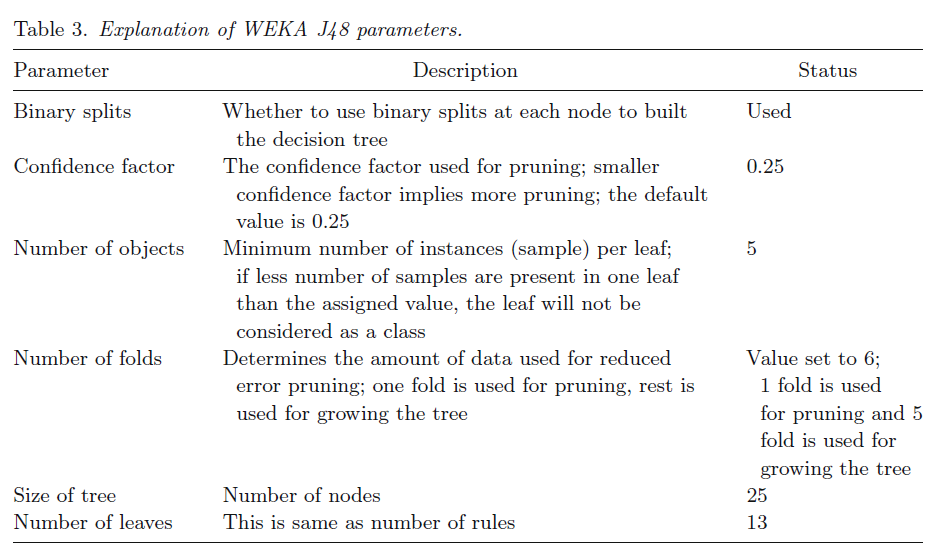 Table 3. Explanation of WEKA J48 parameters.
Parameter Description Status
Binary splits Whether to use binary splits at each node to built Used
the decision tree
Confidence factor The confidence factor used for pruning; smaller 0.25
confidence factor implies more pruning; the default
value is 0.25
Number of objects Minimum number of instances (sample) per leaf; 5
if less number of samples are present in one leaf
than the assigned value, the leaf will not be
considered as a class
Number of folds Determines the amount of data used for reduced Value set to 6;
error pruning; one fold is used for pruning, rest is 1 fold is used
used for growing the tree for pruning and 5
fold is used for
growing the tree
Size of tree Number of nodes 25
Number of leaves This is same as number of rules 13